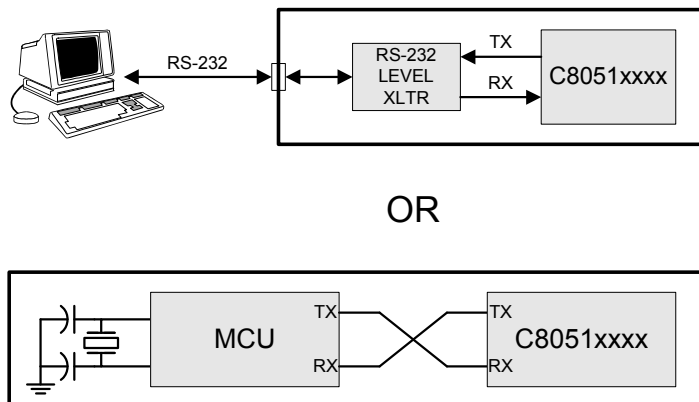 RS-232
RS-232
LEVEL
XLTR
TX
RX
C8051xxxx
OR
MCU
TX
RX
TX
RX
C8051xxxx